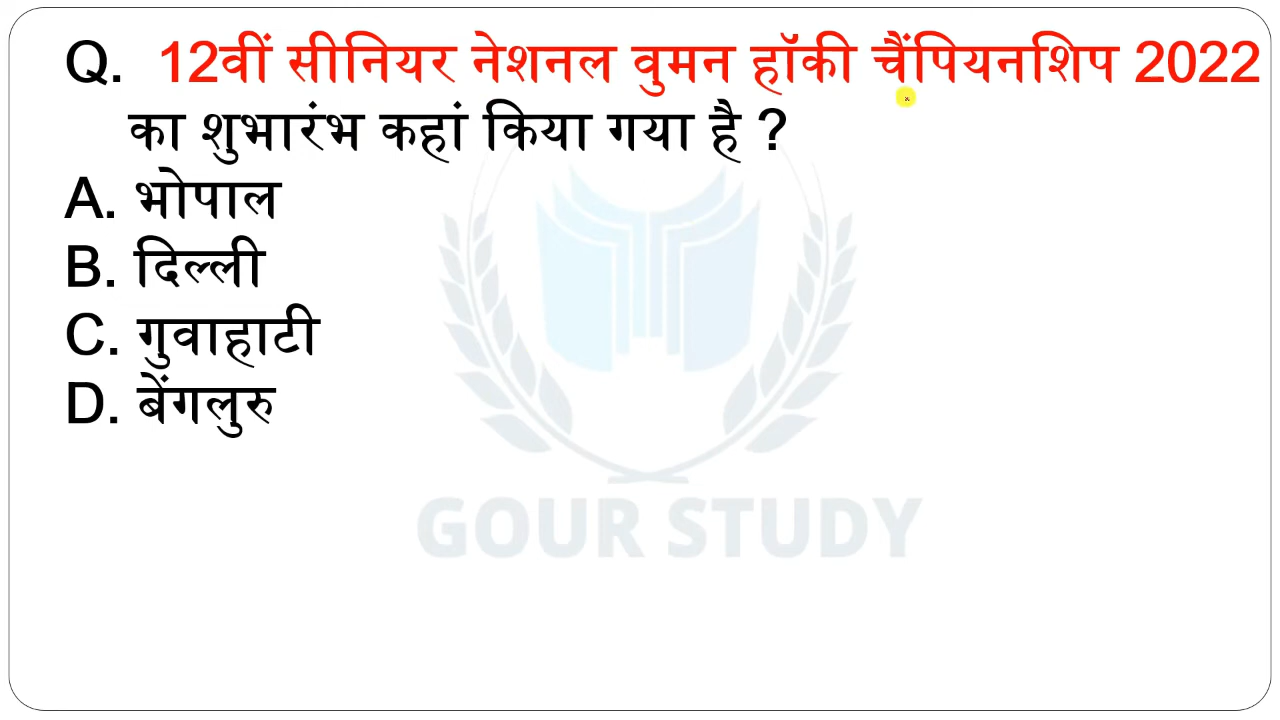 Q. 12वीं सीनियर नेशनल वुमन हॉकी चैंपियनशिप 2022
का शुभारंभ कहां किया गया है ?
A. भोपाल
B. दिल्ली
C. गुवाहाटी
D. बेंगलुरु
GOUR STUDY